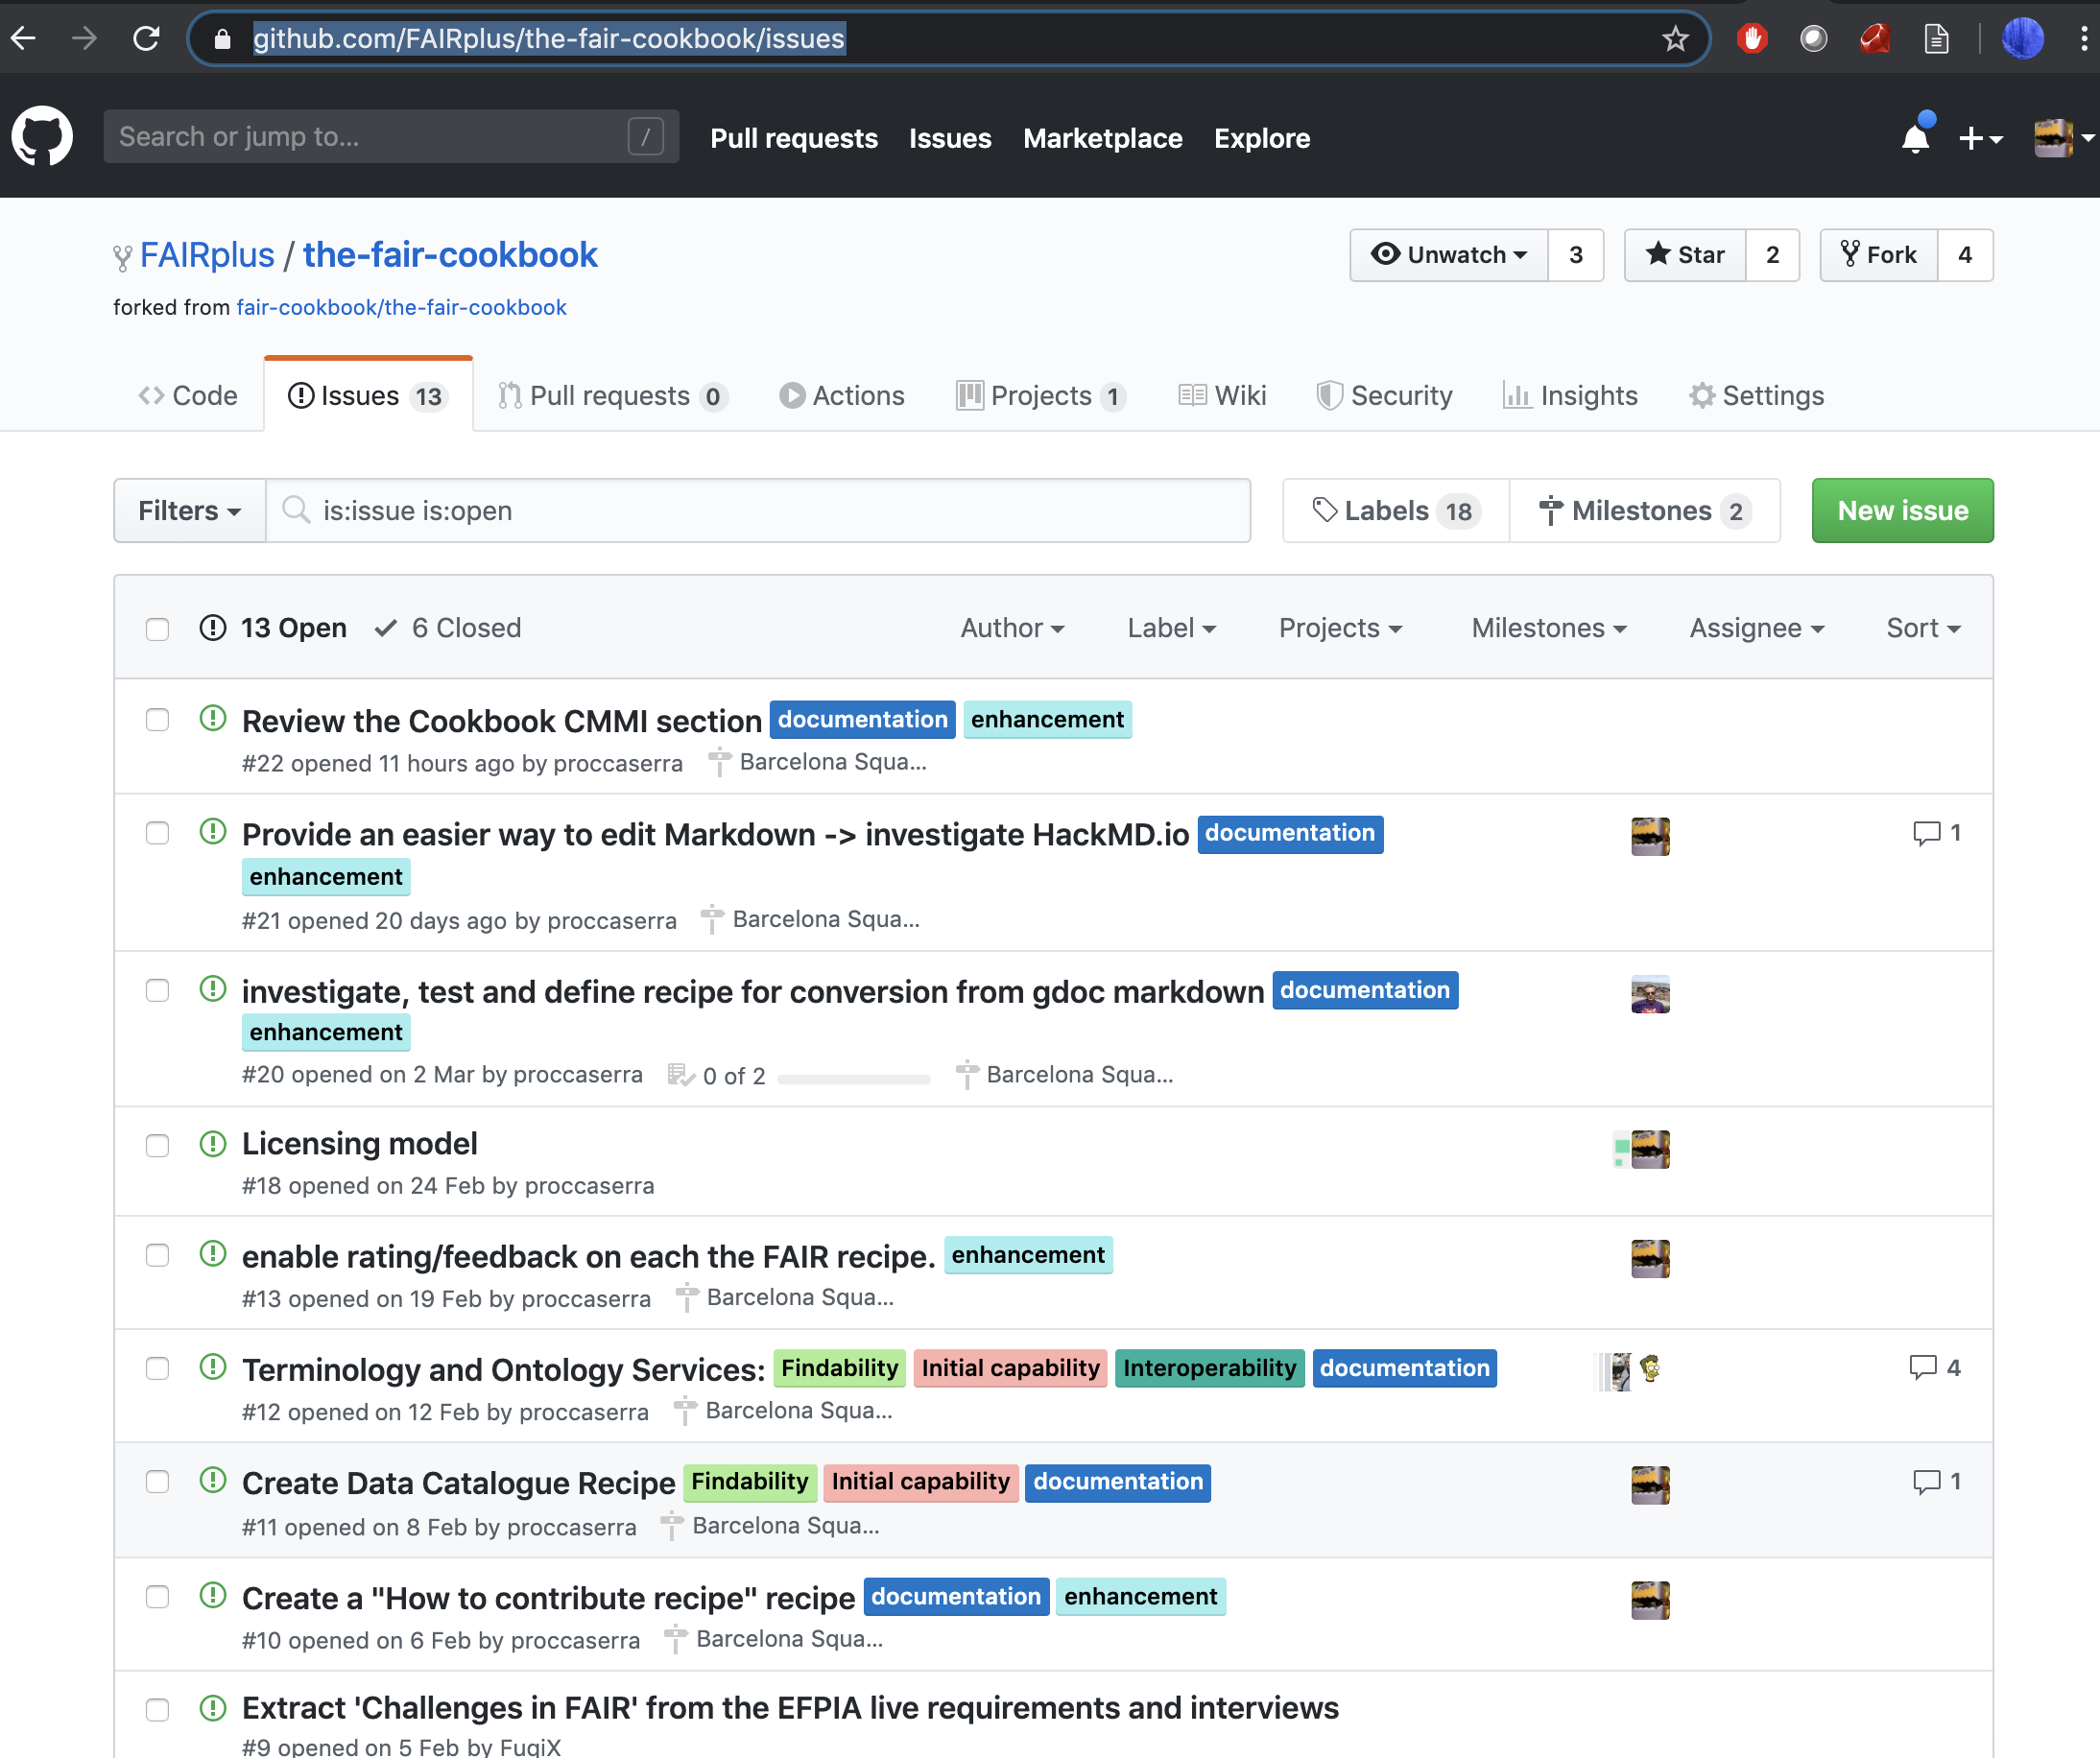 github.com/FAIRplus/the-fair-cookbook/issues
Search or jump to... /
Pull requests Issues Marketplace Explore
FAIRplus / the-fair-cookbook
Unwatch 3 Star 2 Fork 4
forked from fair-cookbook/the-fair-cookbook
Code Issues 13 Pull requests 0 Actions Projects 1 Wiki Security Insights Settings
Filters is:issue is:open Labels 18 Milestones 2 New issue
13 Open 6 Closed Author Label Projects Milestones Assignee Sort
Review the Cookbook CMMI section documentation enhancement
#22 opened 11 hours ago by proccaserra Barcelona Squa...
Provide an easier way to edit Markdown -> investigate HackMD.io documentation 1
enhancement
#21 opened 20 days ago by proccaserra Barcelona Squa...
investigate, test and define recipe for conversion from gdoc markdown documentation
enhancement
#20 opened on 2 Mar by proccaserra 0 of 2 Barcelona Squa...
Licensing model
#18 opened on 24 Feb by proccaserra
enable rating/feedback on each the FAIR recipe. enhancement
#13 opened on 19 Feb by proccaserra Barcelona Squa...
Terminology and Ontology Services: Findability Initial capability Interoperability documentation 4
#12 opened on 12 Feb by proccaserra Barcelona Squa...
Create Data Catalogue Recipe Findability Initial capability documentation 1
#11 opened on 8 Feb by proccaserra Barcelona Squa...
Create a "How to contribute recipe" recipe documentation enhancement
#10 opened on 6 Feb by proccaserra Barcelona Squa...
Extract 'Challenges in FAIR' from the EFPIA live requirements and interviews
#9 opened on 5 Feb by FuqiX